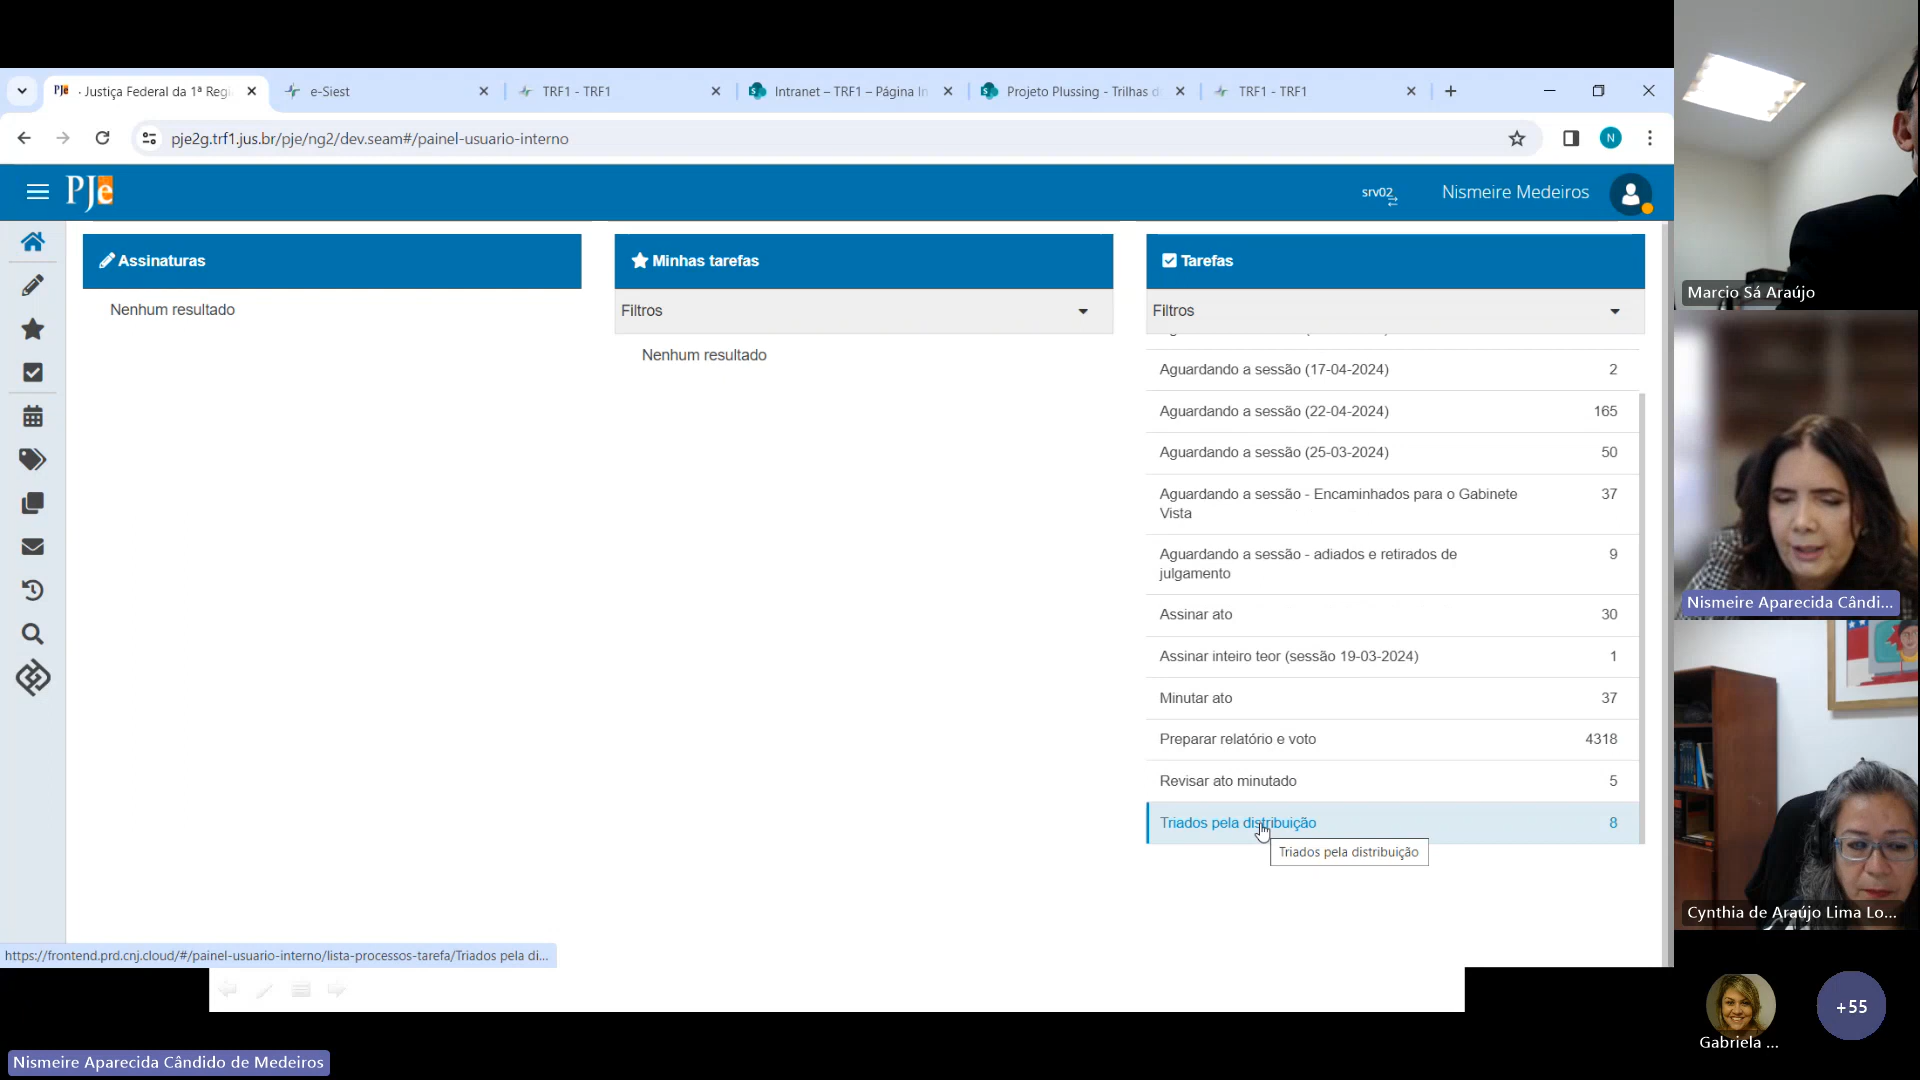 PJe · Justiça Federal da 1ª Regi
e-Siest
TRF1 - TRF1
Intranet – TRF1 – Página In
Projeto Plussing - Trilhas d
TRF1 - TRF1
pje2g.trf1.jus.br/pje/ng2/dev.seam#/painel-usuario-interno
N
PJe
srv02
Nismeire Medeiros
Assinaturas
Nenhum resultado
Minhas tarefas
Filtros
Nenhum resultado
Tarefas
Filtros
Aguardando a sessão (17-04-2024) 2
Aguardando a sessão (22-04-2024) 165
Aguardando a sessão (25-03-2024) 50
Aguardando a sessão - Encaminhados para o Gabinete 37
Vista
Aguardando a sessão - adiados e retirados de 9
julgamento
Assinar ato 30
Assinar inteiro teor (sessão 19-03-2024) 1
Minutar ato 37
Preparar relatório e voto 4318
Revisar ato minutado 5
Triados pela distribuição 8
Triados pela distribuição
https://frontend.prd.cnj.cloud/#/painel-usuario-interno/lista-processos-tarefa/Triados pela di...
Marcio Sá Araújo
Nismeire Aparecida Cândi...
Cynthia de Araújo Lima Lo...
Gabriela ...
+55
Nismeire Aparecida Cândido de Medeiros